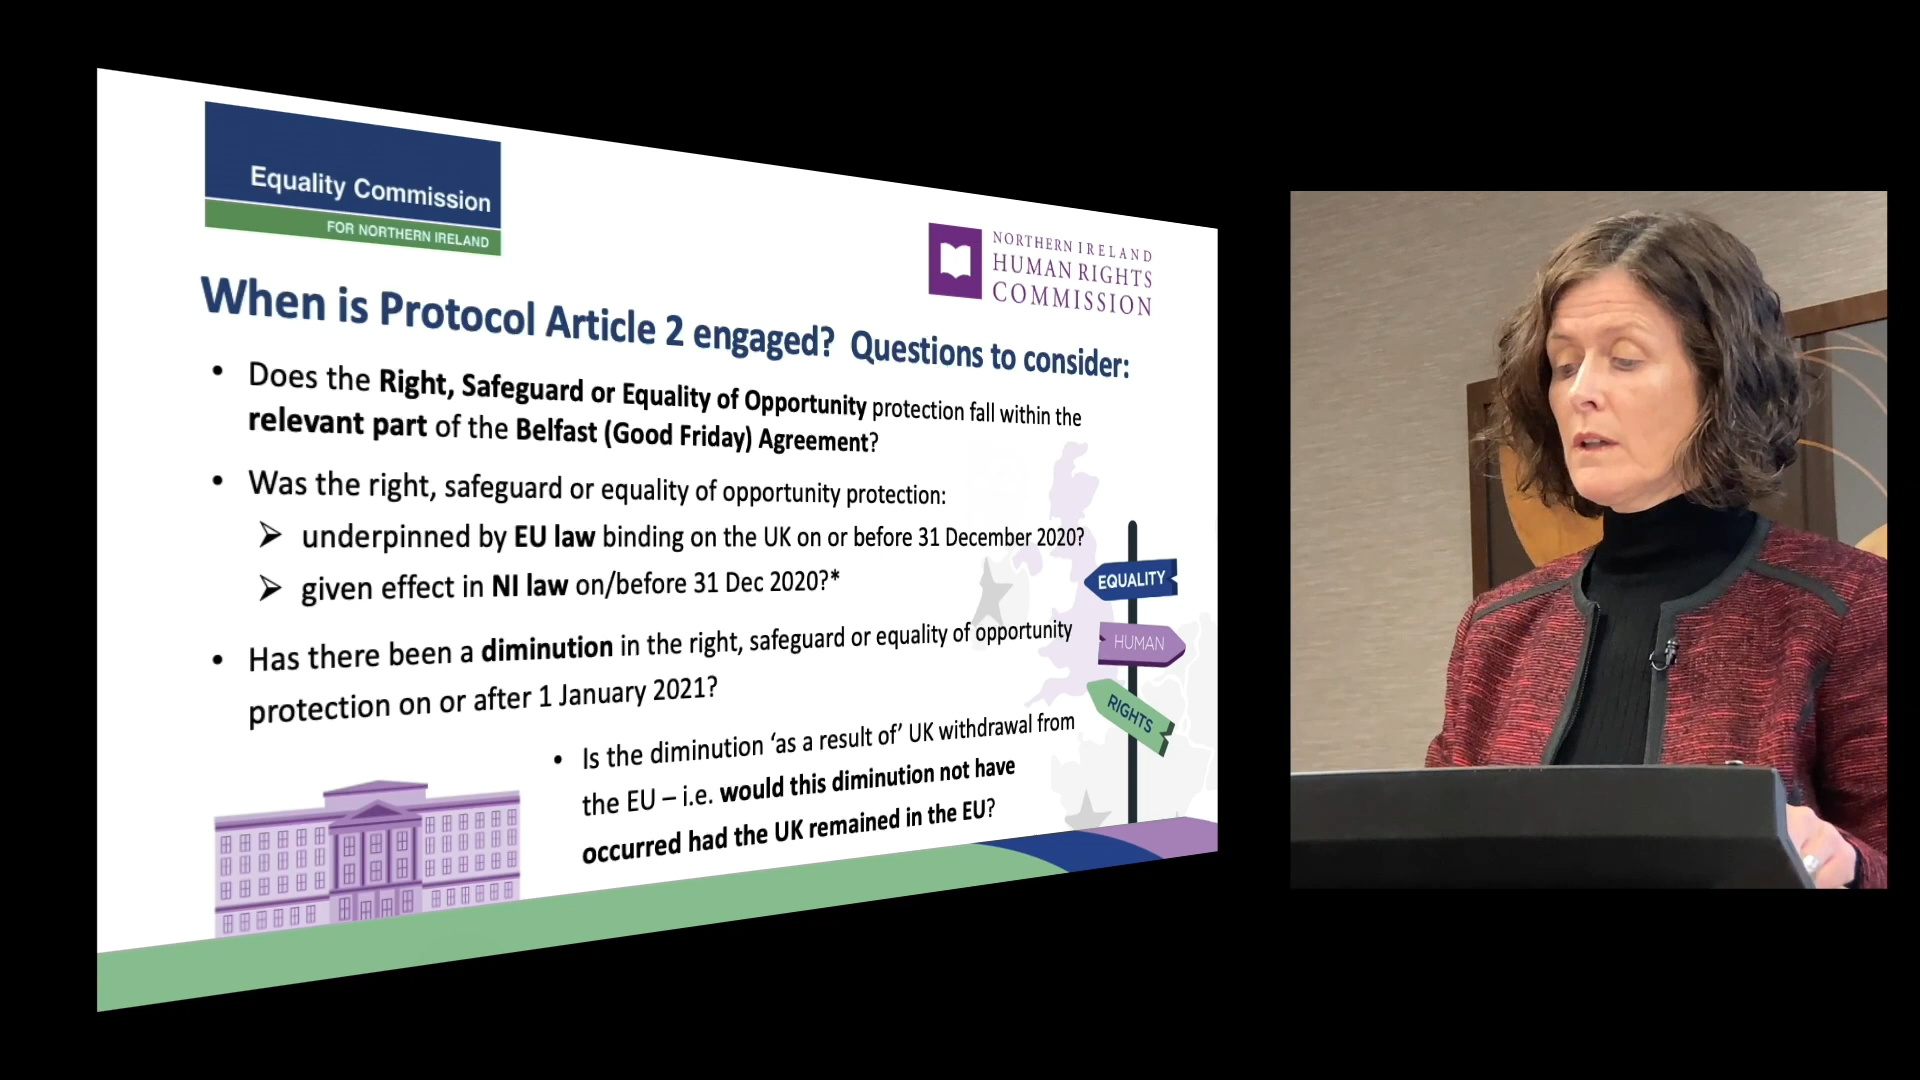 Equality Commission
FOR NORTHERN IRELAND
NORTHERN IRELAND
HUMAN RIGHTS
COMMISSION
When is Protocol Article 2 engaged? Questions to consider:
• Does the Right, Safeguard or Equality of Opportunity protection fall within the
relevant part of the Belfast (Good Friday) Agreement?
• Was the right, safeguard or equality of opportunity protection:
➢ underpinned by EU law binding on the UK on or before 31 December 2020?
➢ given effect in NI law on/before 31 Dec 2020?*
• Has there been a diminution in the right, safeguard or equality of opportunity
protection on or after 1 January 2021?
• Is the diminution ‘as a result of’ UK withdrawal from
the EU – i.e. would this diminution not have
occurred had the UK remained in the EU?
EQUALITY
HUMAN
RIGHTS